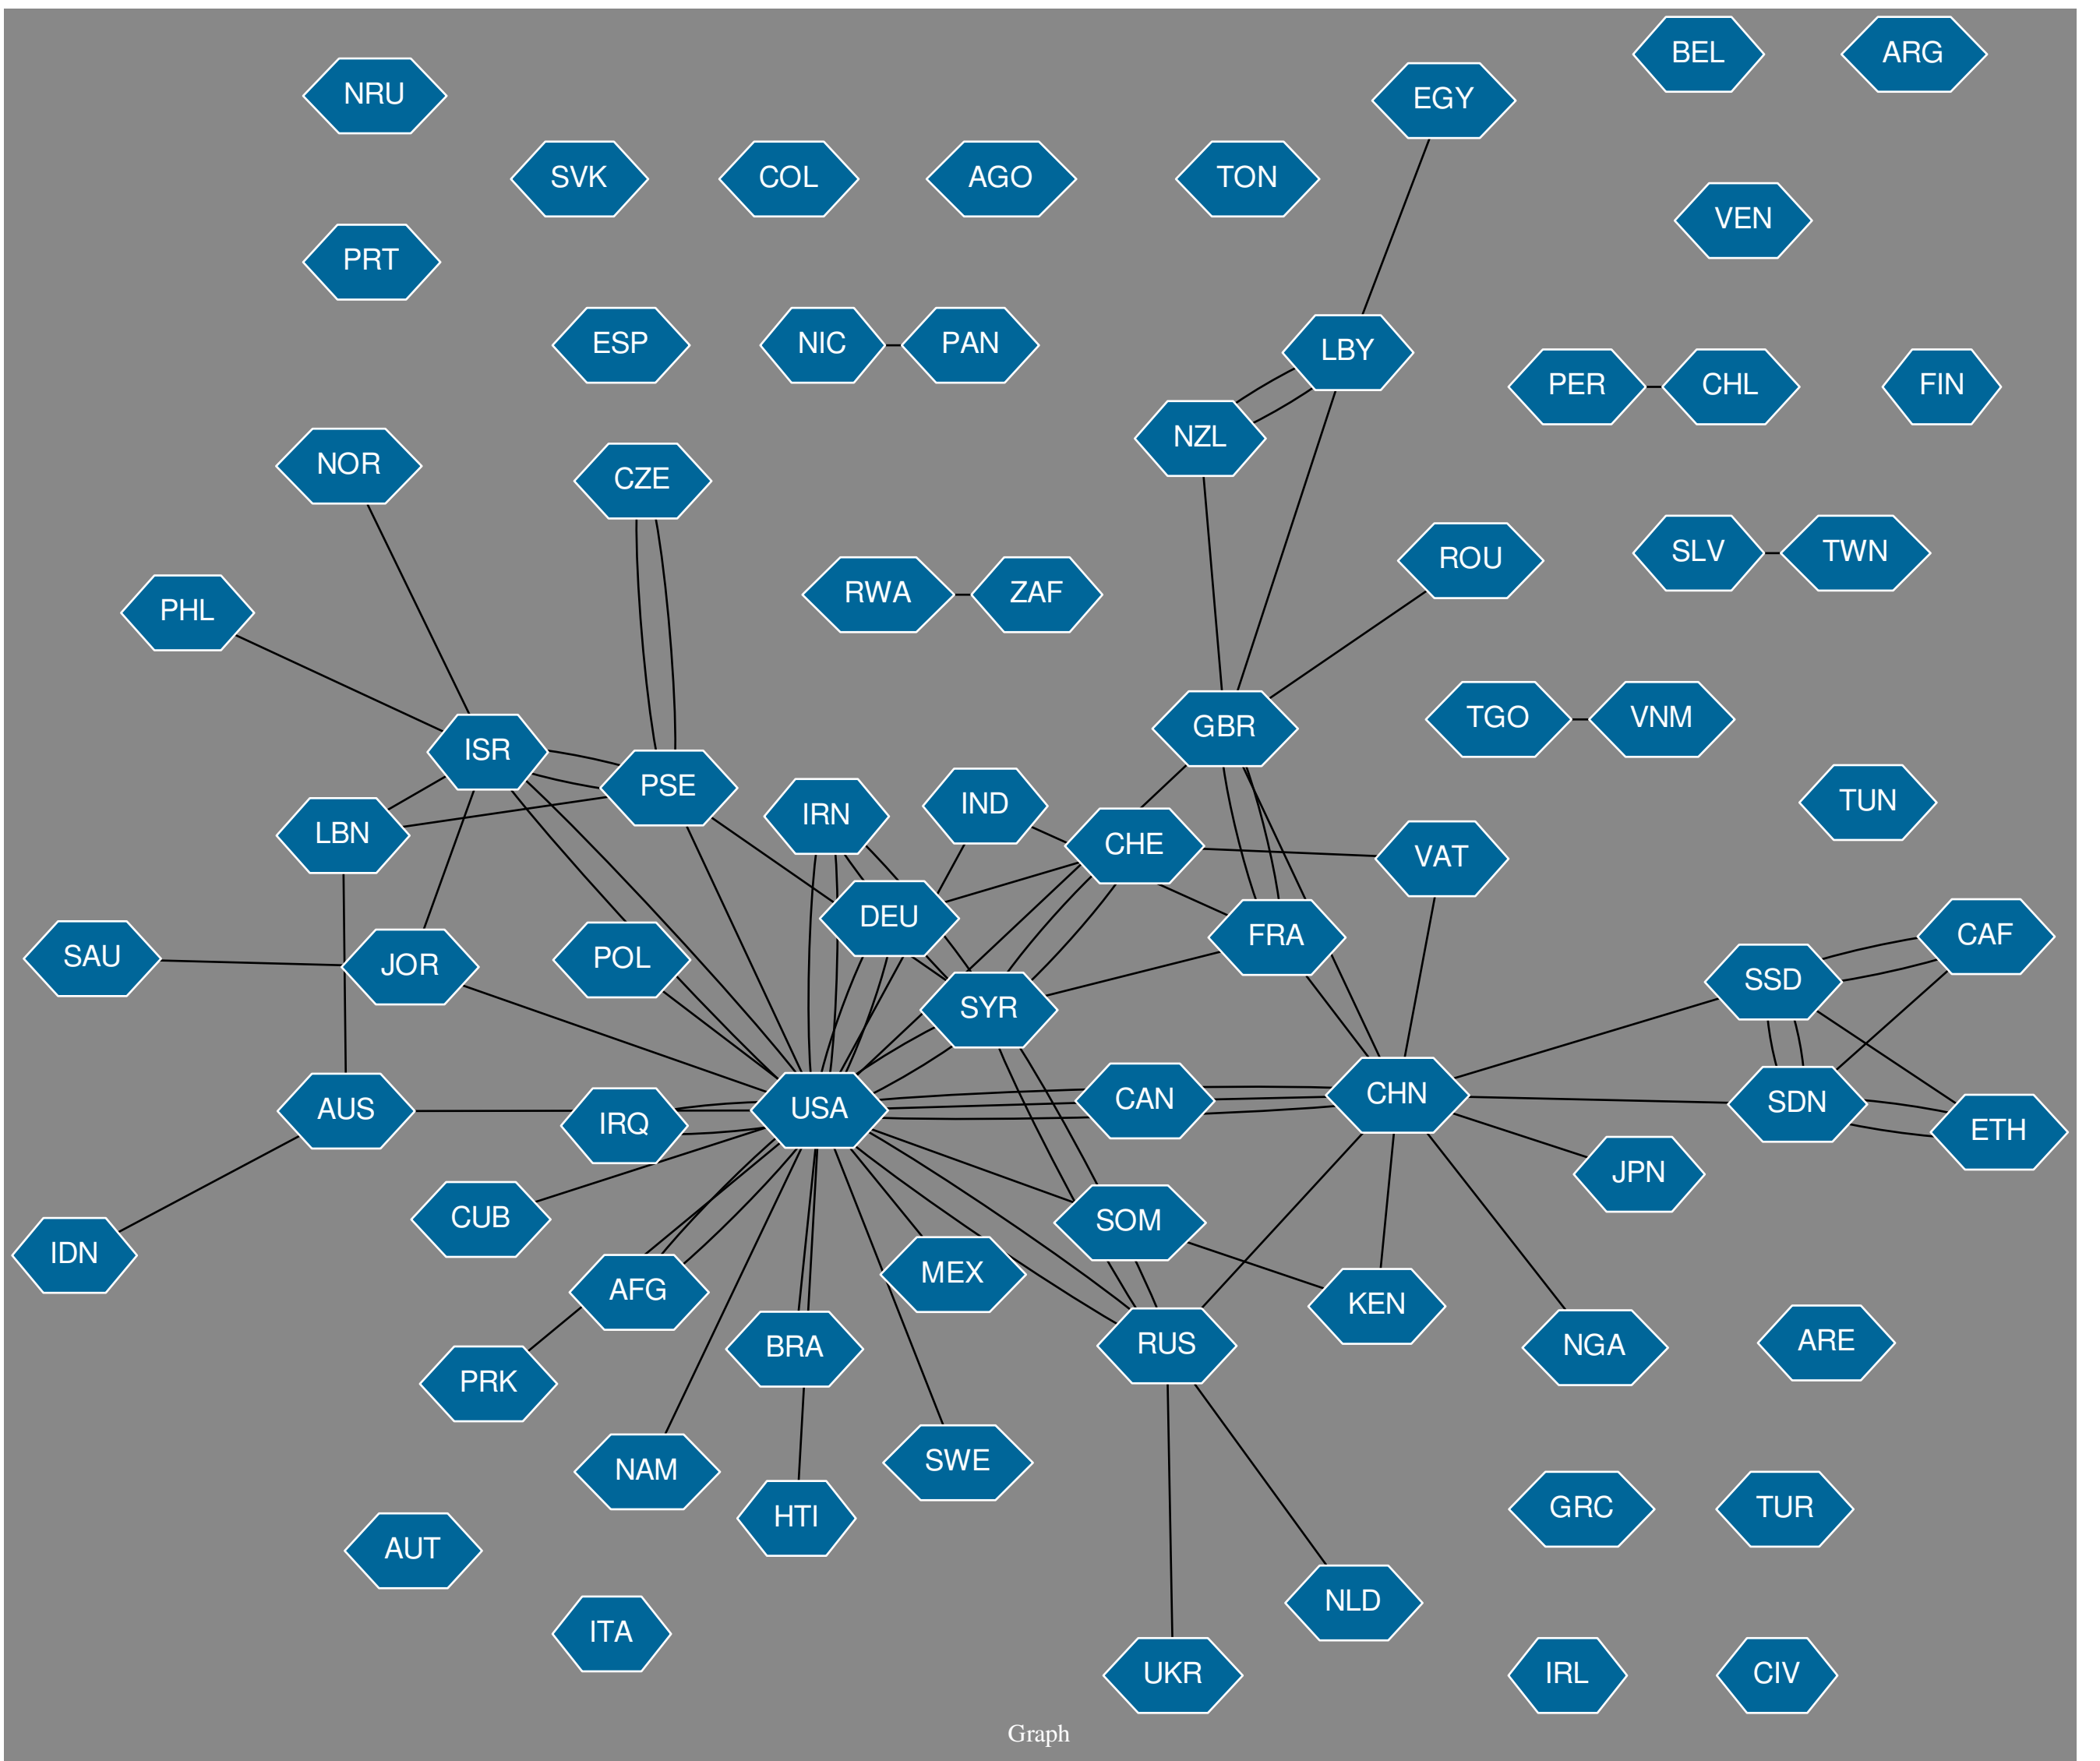 BEL
ARG
NRU
EGY
SVK
COL
AGO
TON
VEN
PRT
ESP
NIC
PAN
LBY
PER
CHL
FIN
NZL
NOR
CZE
ROU
SLV
TWN
PHL
RWA
ZAF
TGO
VNM
GBR
ISR
PSE
IRN
IND
TUN
LBN
CHE
VAT
DEU
FRA
CAF
SAU
JOR
POL
SSD
SYR
CAN
CHN
SDN
AUS
IRQ
USA
ETH
JPN
CUB
SOM
IDN
AFG
MEX
KEN
BRA
RUS
NGA
ARE
PRK
NAM
SWE
HTI
GRC
TUR
AUT
NLD
ITA
UKR
IRL
CIV
Graph